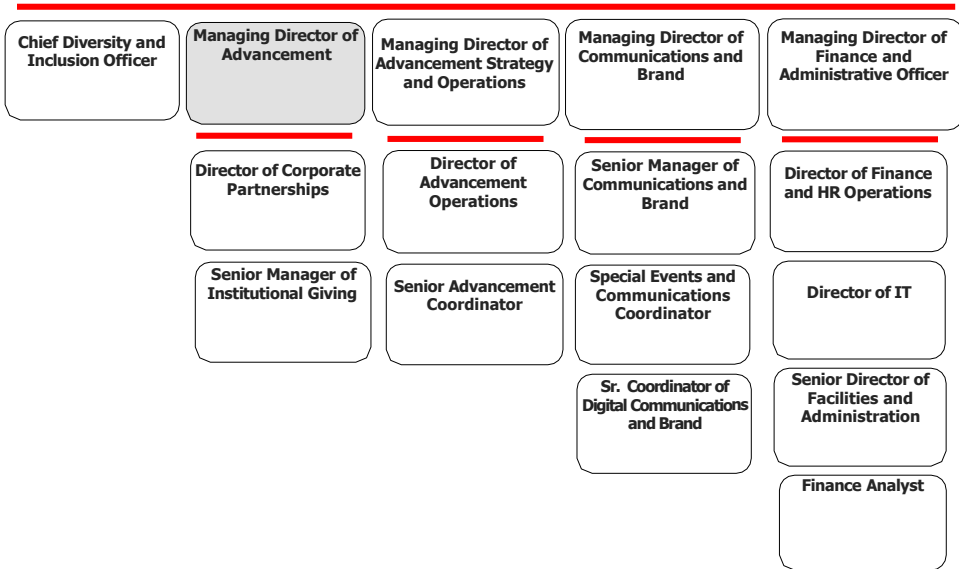 Chief Diversity and
Inclusion Officer
Managing Director of
Advancement
Managing Director of
Advancement Strategy
and Operations
Managing Director of
Communications and
Brand
Managing Director of
Finance and
Administrative Officer
Director of Corporate
Partnerships
Director of
Advancement
Operations
Senior Manager of
Communications and
Brand
Director of Finance
and HR Operations
Senior Manager of
Institutional Giving
Senior Advancement
Coordinator
Special Events and
Communications
Coordinator
Director of IT
Sr. Coordinator of
Digital Communications
and Brand
Senior Director of
Facilities and
Administration
Finance Analyst